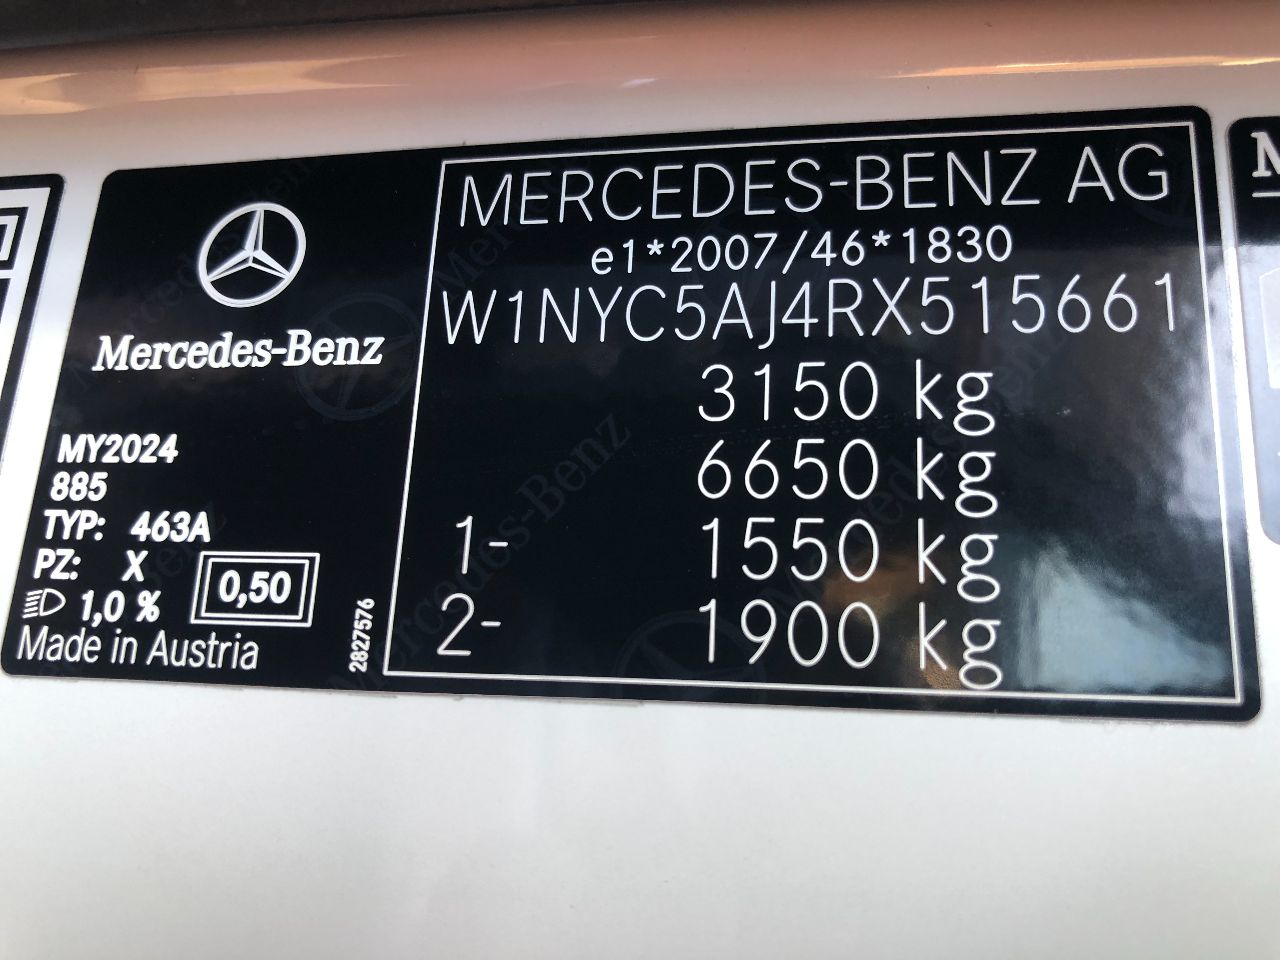 Mercedes-Benz
MY2024
885
TYP: 463A
PZ: X
1,0 %
0,50
Made in Austria
2827576
MERCEDES-BENZ AG
e1*2007/46*1830
W1NYC5AJ4RX515661
3150 kg
6650 kg
1- 1550 kg
2- 1900 kg